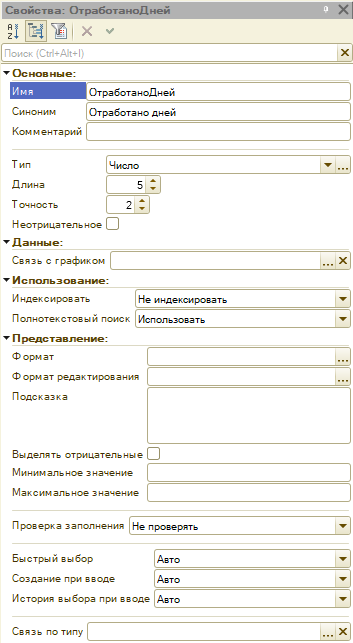 Свойства: ОтработаноДней
Поиск (Ctrl+Alt+I)
Основные:
Имя ОтработаноДней
Синоним Отработано дней
Комментарий
Тип Число
Длина 5
Точность 2
Неотрицательное
Данные:
Связь с графиком
Использование:
Индексировать Не индексировать
Полнотекстовый поиск Использовать
Представление:
Формат
Формат редактирования
Подсказка
Выделять отрицательные
Минимальное значение
Максимальное значение
Проверка заполнения Не проверять
Быстрый выбор Авто
Создание при вводе Авто
История выбора при вводе Авто
Связь по типу